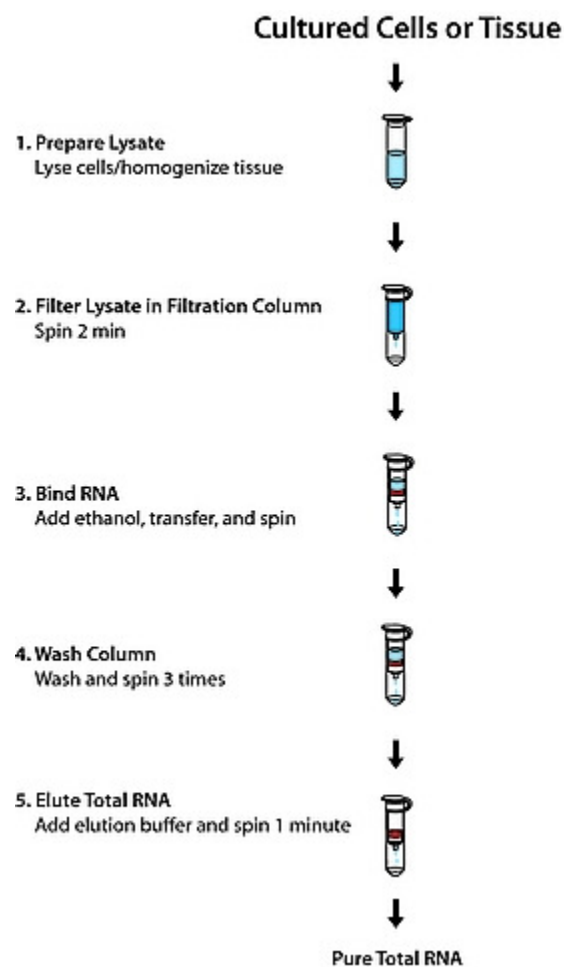 Cultured Cells or Tissue
1. Prepare Lysate
Lyse cells/homogenize tissue
2. Filter Lysate in Filtration Column
Spin 2 min
3. Bind RNA
Add ethanol, transfer, and spin
4. Wash Column
Wash and spin 3 times
5. Elute Total RNA
Add elution buffer and spin 1 minute
Pure Total RNA